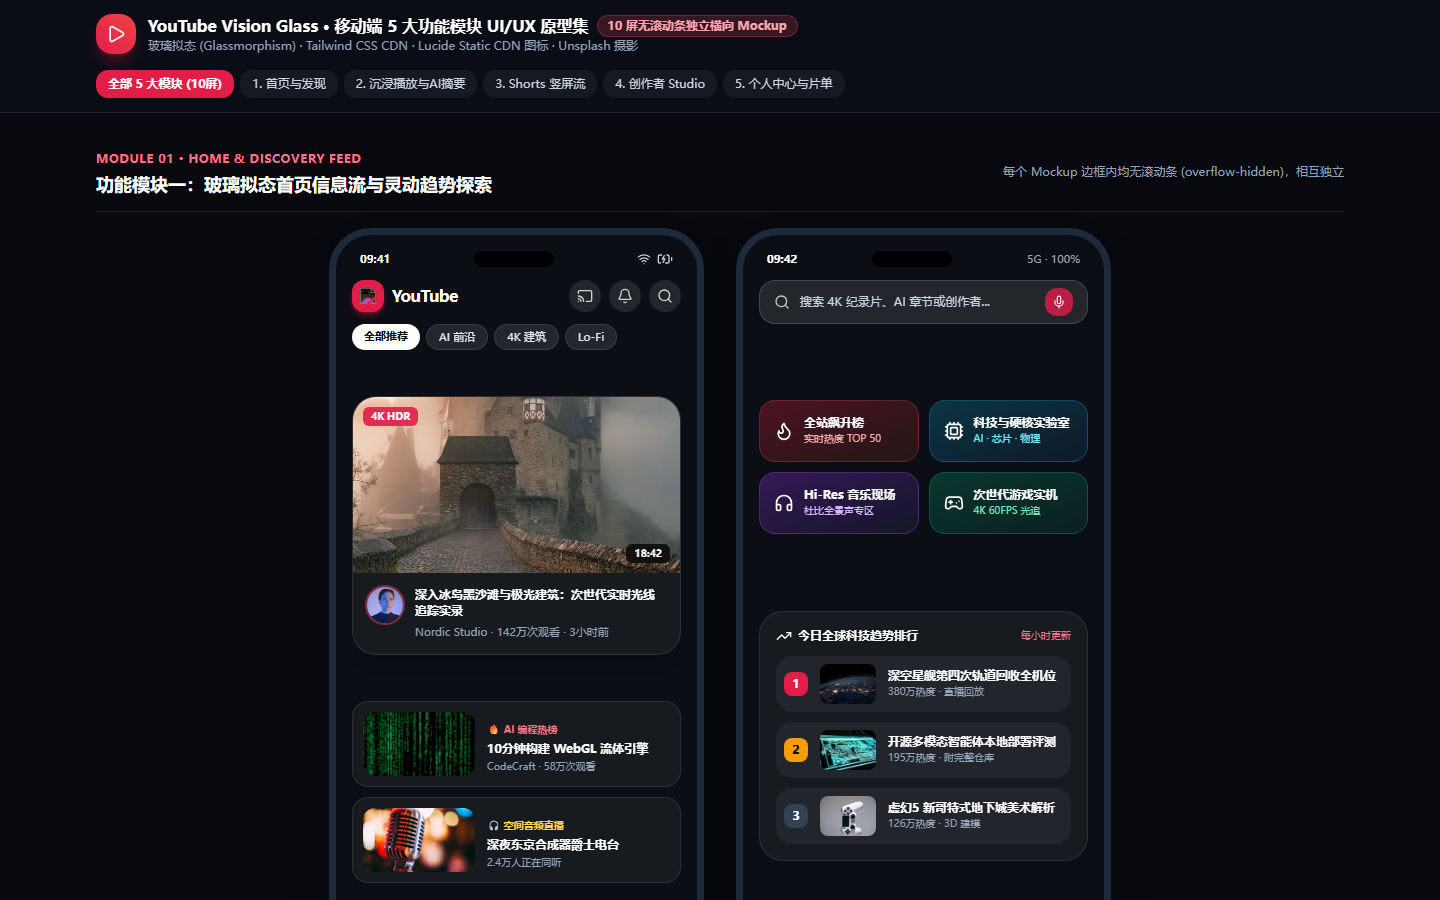 YouTube Vision Glass • 移动端 5 大功能模块 UI/UX 原型集
10 屏无滚动条独立横向 Mockup
玻璃拟态 (Glassmorphism) · Tailwind CSS CDN · Lucide Static CDN 图标 · Unsplash 摄影
全部 5 大模块 (10屏)
1. 首页与发现
2. 沉浸播放与AI摘要
3. Shorts 竖屏流
4. 创作者 Studio
5. 个人中心与片单
MODULE 01 • HOME & DISCOVERY FEED
功能模块一：玻璃拟态首页信息流与灵动趋势探索
每个 Mockup 边框内均无滚动条 (overflow-hidden)，相互独立
09:41
YouTube
全部推荐
AI 前沿
4K 建筑
Lo-Fi
4K HDR
18:42
深入冰岛黑沙滩与极光建筑：次世代实时光线
追踪实录
Nordic Studio · 142万次观看 · 3小时前
🔥 AI 编程热榜
10分钟构建 WebGL 流体引擎
CodeCraft · 58万次观看
🎧 空间音频直播
深夜东京合成器爵士电台
2.4万人正在同听
09:42
5G · 100%
搜索 4K 纪录片、AI 章节或创作者...
全站飙升榜
实时热度 TOP 50
科技与硬核实验室
AI · 芯片 · 物理
Hi-Res 音乐现场
杜比全景声专区
次世代游戏实机
4K 60FPS 光追
今日全球科技趋势排行
每小时更新
1
深空星舰第四次轨道回收全机位
380万热度 · 直播回放
2
开源多模态智能体本地部署评测
195万热度 · 附完整仓库
3
虚幻5 新哥特式地下城美术解析
126万热度 · 3D 建模